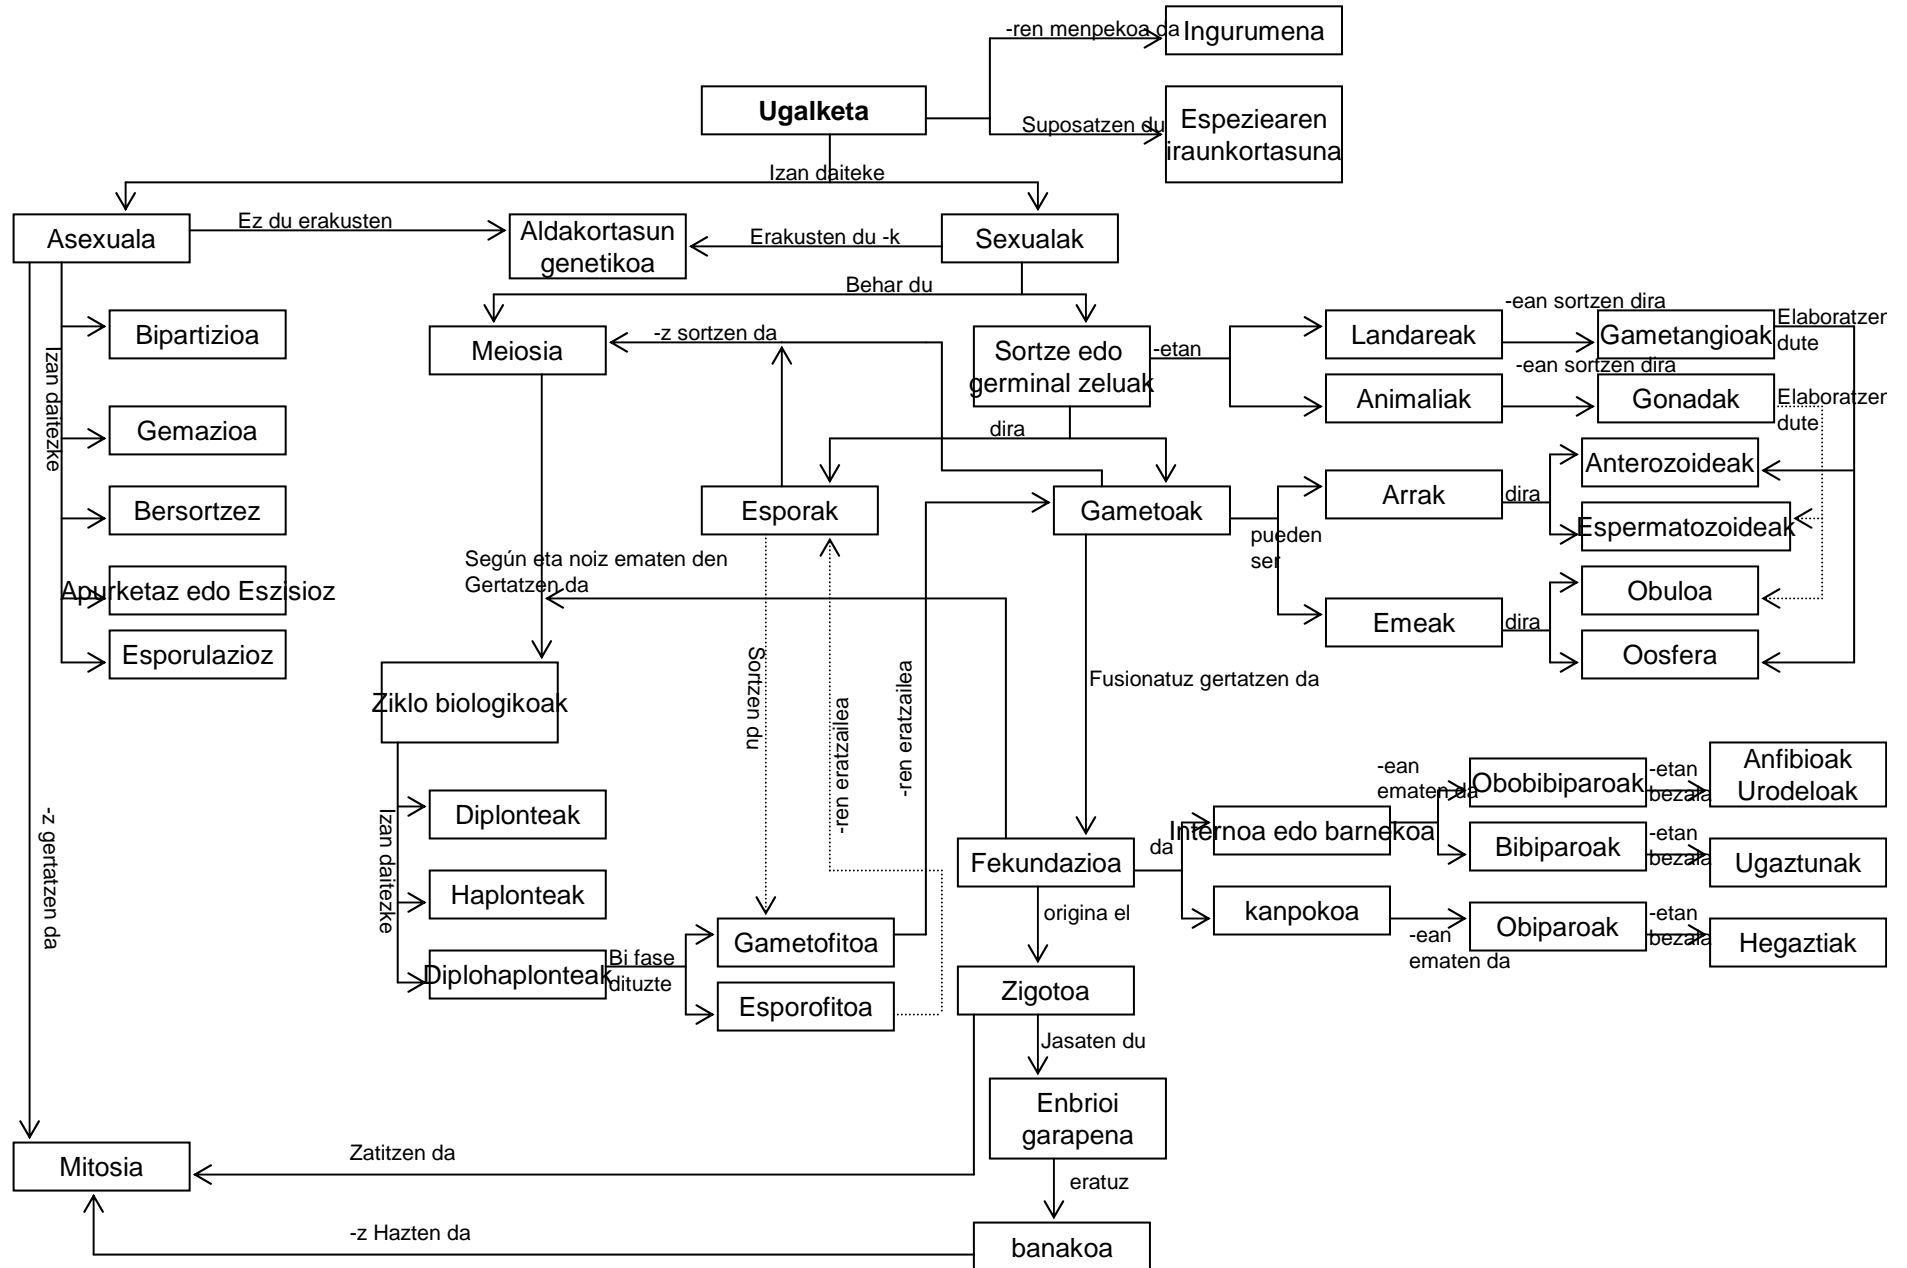 -ren menpekoa da
Ingurumena
Ugalketa
Suposatzen du
Espeziearen
iraunkortasuna
Izan daiteke
Asexuala
Ez du erakusten
Aldakortasun
genetikoa
Erakusten du -k
Sexualak
Behar du
Izan daitezke
Bipartizioa
Gemazioa
Bersortzez
Apurketaz edo Eszisioz
Esporulazioz
Meiosia
-z sortzen da
Sortze edo
germinal zeluak
-etan
Landareak
-ean sortzen dira
Gametangioak
Elaboratzer
dute
Animaliak
-ean sortzen dira
Gonadak
Elaboratzer
dute
dira
Esporak
Gametoak
pueden
ser
Arrak
dira
Anterozoideak
Espermatozoideak
Emeak
dira
Obuloa
Oosfera
Según eta noiz ematen den
Gertatzen da
Ziklo biologikoak
Sortzen du
-ren eratzailea
-ren eratzailea
Fusionatuz gertatzen da
Izan daitezke
Diplonteak
Haplonteak
Diplohaplonteak
Bi fase
dituzte
Gametofitoa
Esporofitoa
Fekundazioa
da
Internoa edo barnekoa
-ean
ematen da
Obobibiparoak
-etan
bezala
Anfibioak
Urodeloak
Bibiparoak
-etan
bezala
Ugaztunak
kanpokoa
-ean
ematen da
Obiparoak
-etan
bezala
Hegaztiak
origina el
Zigotoa
Jasaten du
Enbrioi
garapena
eratuz
banakoa
-z gertatzen da
Mitosia
Zatitzen da
-z Hazten da